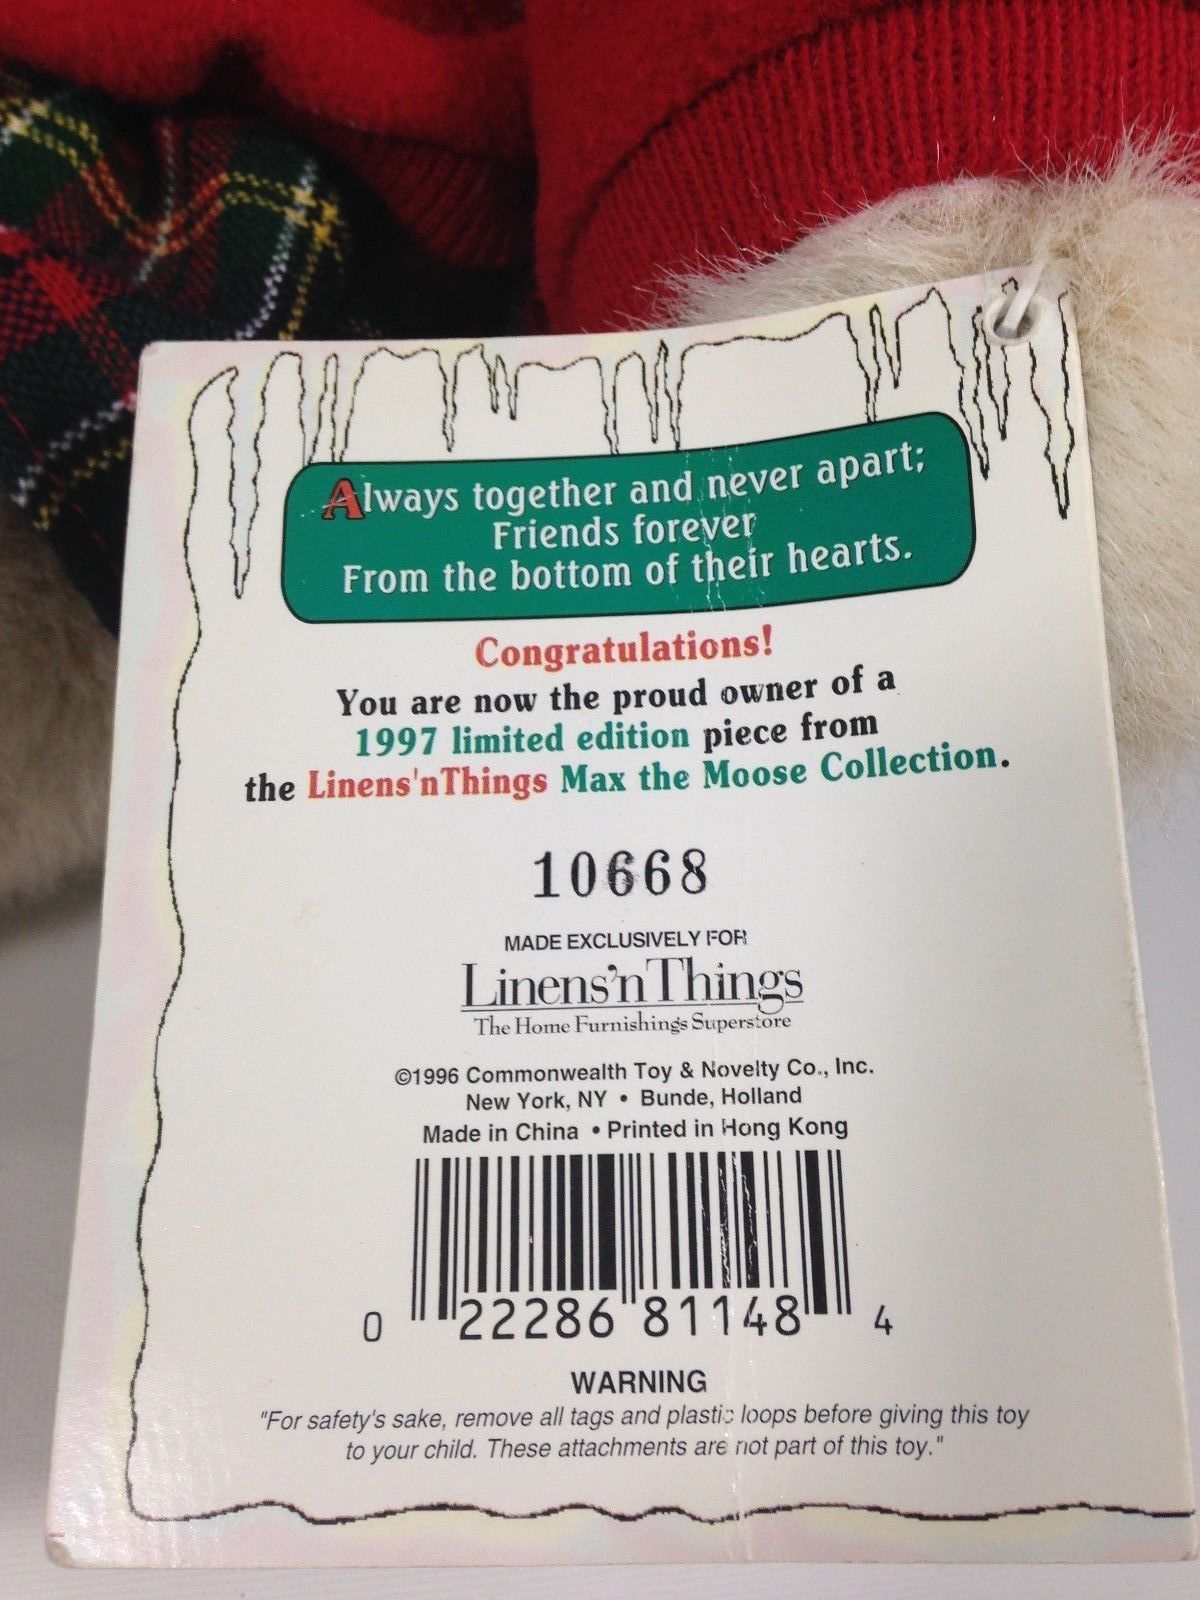 Always together and never apart;
Friends forever
From the bottom of their hearts.
Congratulations!
You are now the proud owner of a
1997 limited edition piece from
the Linens'nThings Max the Moose Collection.
10668
MADE EXCLUSIVELY FOR
Linens'nThings
The Home Furnishings Superstore
©1996 Commonwealth Toy & Novelty Co., Inc.
New York, NY • Bunde, Holland
Made in China • Printed in Hong Kong
0 22286 81148 4
WARNING
"For safety's sake, remove all tags and plastic loops before giving this toy
to your child. These attachments are not part of this toy."